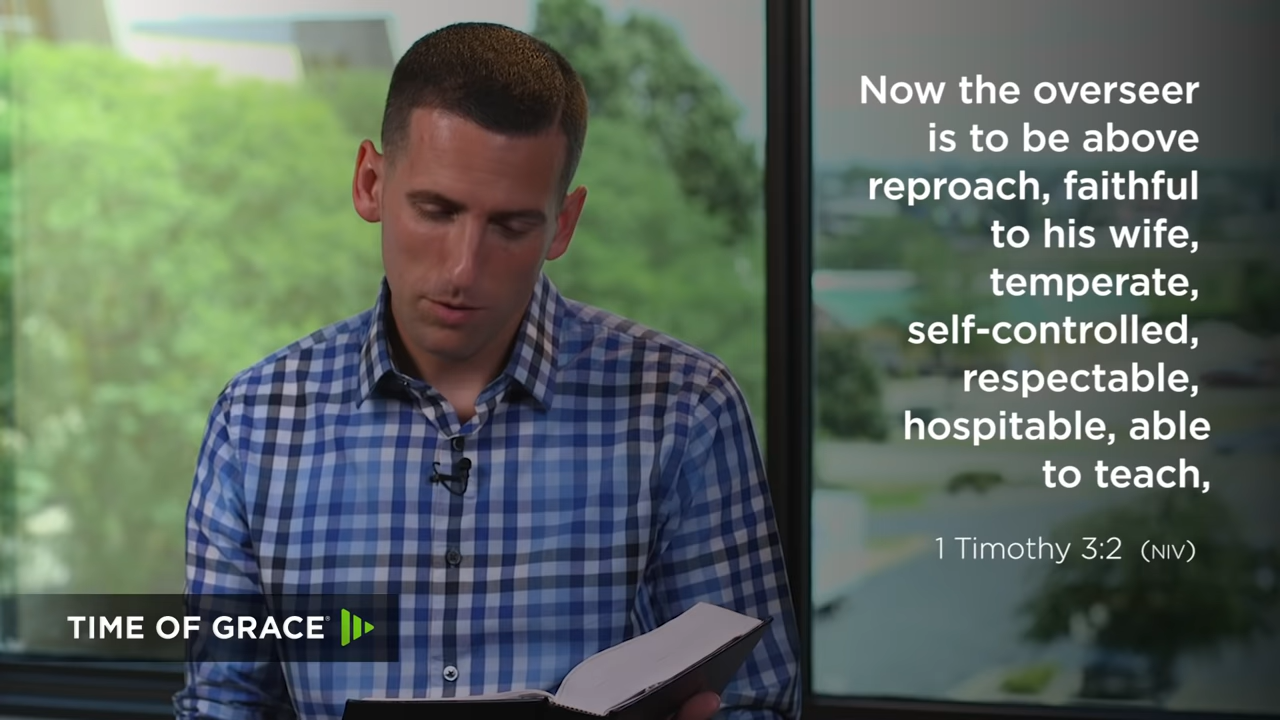 Now the overseer
is to be above
reproach, faithful
to his wife,
temperate,
self-controlled,
respectable,
hospitable, able
to teach,
1 Timothy 3:2 (NIV)
TIME OF GRACE